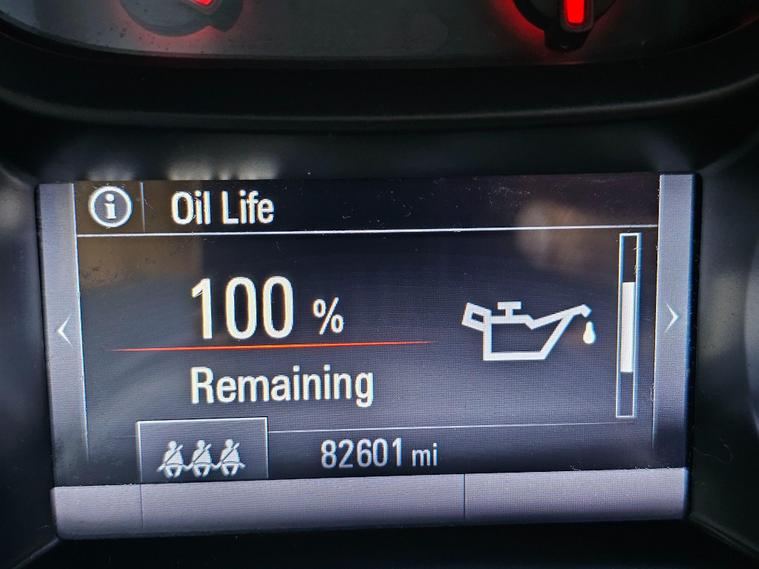 Oil Life
100 %
Remaining
82601 mi